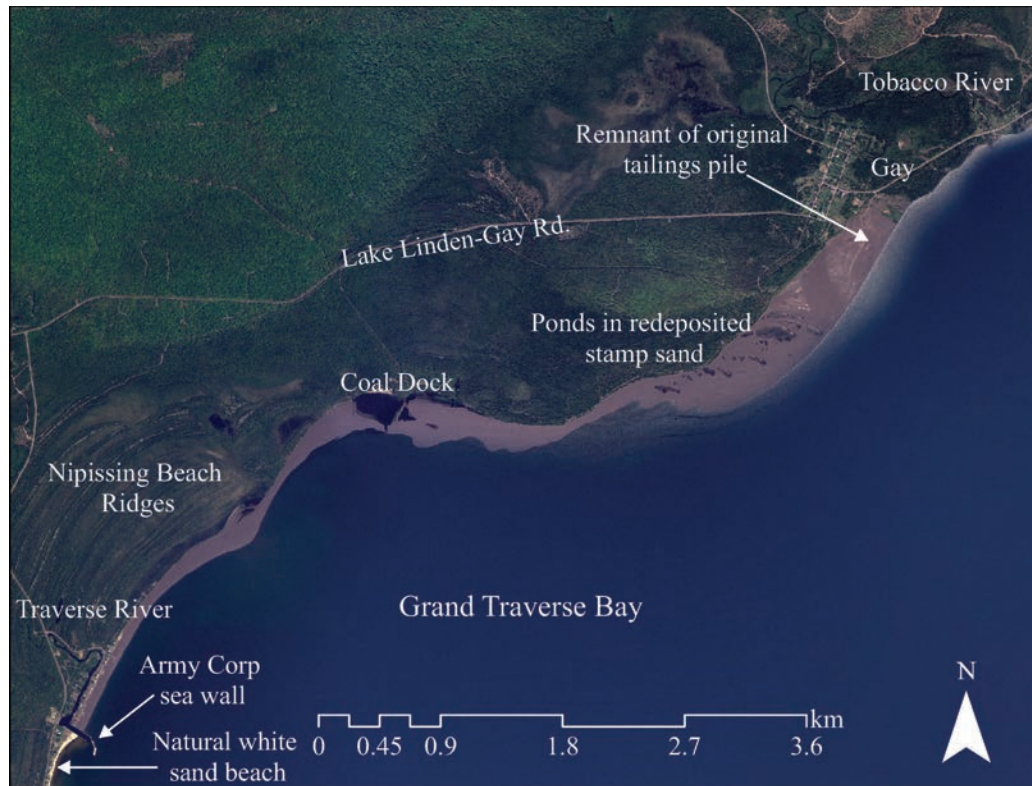 Tobacco River
Remnant of original
tailings pile
Gay
Lake Linden-Gay Rd.
Ponds in redeposited
stamp sand
Coal Dock
Nipissing Beach
Ridges
Traverse River
Grand Traverse Bay
Army Corp
sea wall
N
km
0 0.45 0.9 1.8 2.7 3.6
Natural white
sand beach